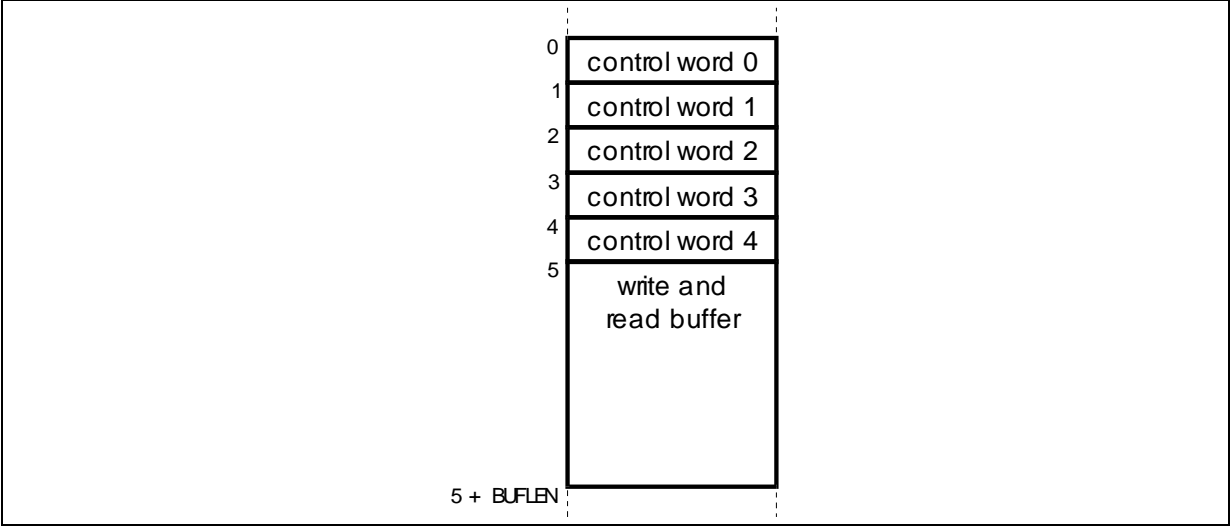 0
control word 0
1
control word 1
2
control word 2
3
control word 3
4
control word 4
5
write and
read buffer
5 + BUFLEN